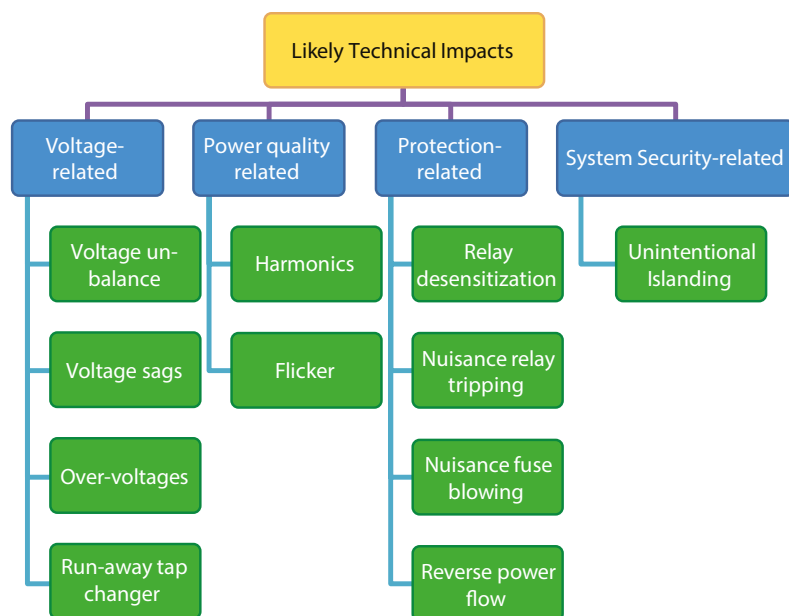 Likely Technical Impacts
Voltage-
related
Power quality
related
Protection-
related
System Security-related
Voltage un-
balance
Harmonics
Relay
desensitization
Unintentional
Islanding
Voltage sags
Flicker
Nuisance relay
tripping
Over-voltages
Nuisance fuse
blowing
Run-away tap
changer
Reverse power
flow